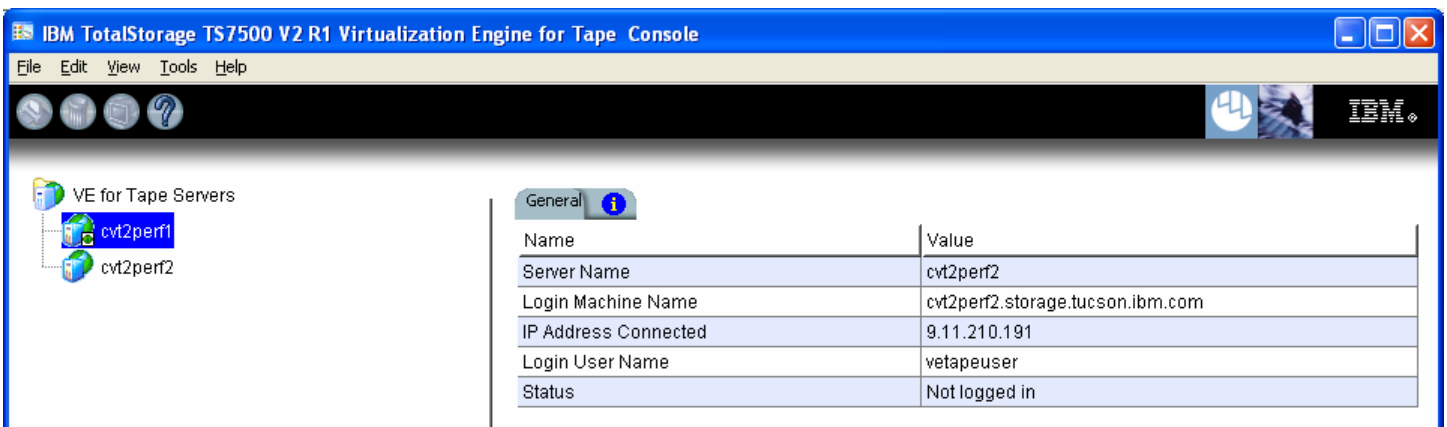 IBM TotalStorage TS7500 V2 R1 Virtualization Engine for Tape Console
File Edit View Tools Help
IBM
VE for Tape Servers
cvt2perf1
cvt2perf2
General
Name Value
Server Name cvt2perf2
Login Machine Name cvt2perf2.storage.tucson.ibm.com
IP Address Connected 9.11.210.191
Login User Name vetapeuser
Status Not logged in